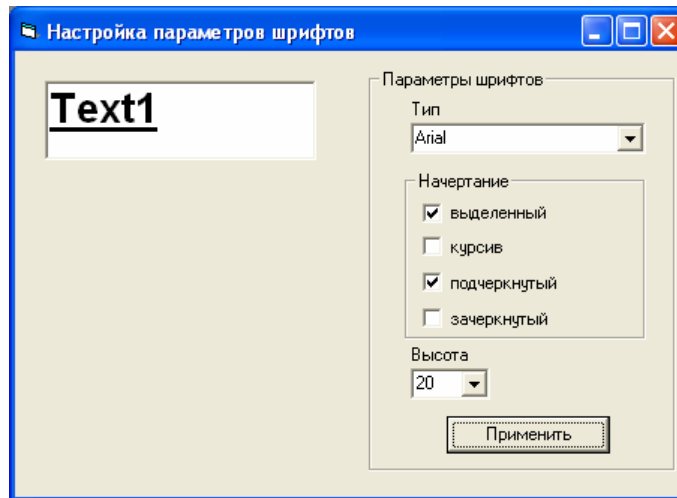 Настройка параметров шрифтов
Text1
Параметры шрифтов
Тип
Arial
Начертание
выделенный
курсив
подчеркнутый
зачеркнутый
Высота
20
Применить